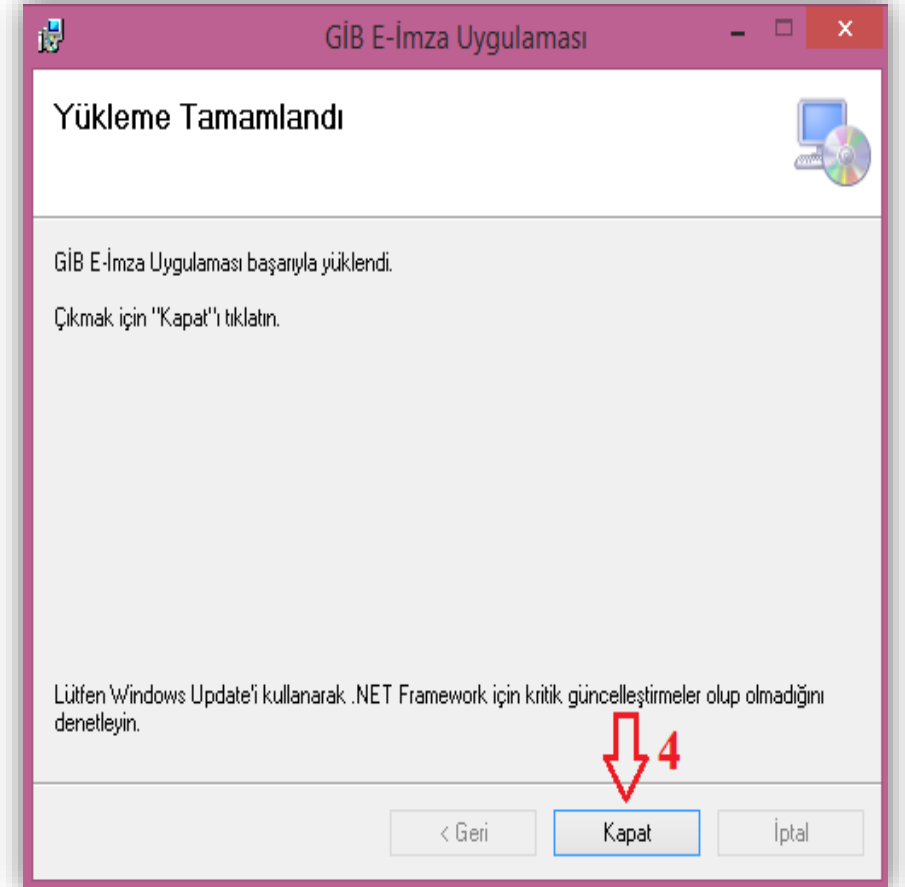 GİB E-İmza Uygulaması
Yükleme Tamamlandı
GİB E-İmza Uygulaması başarıyla yüklendi.
Çıkmak için "Kapat"ı tıklatın.
Lütfen Windows Update'i kullanarak .NET Framework için kritik güncelleştirmeler olup olmadığını
denetleyin.
4
< Geri
Kapat
İptal